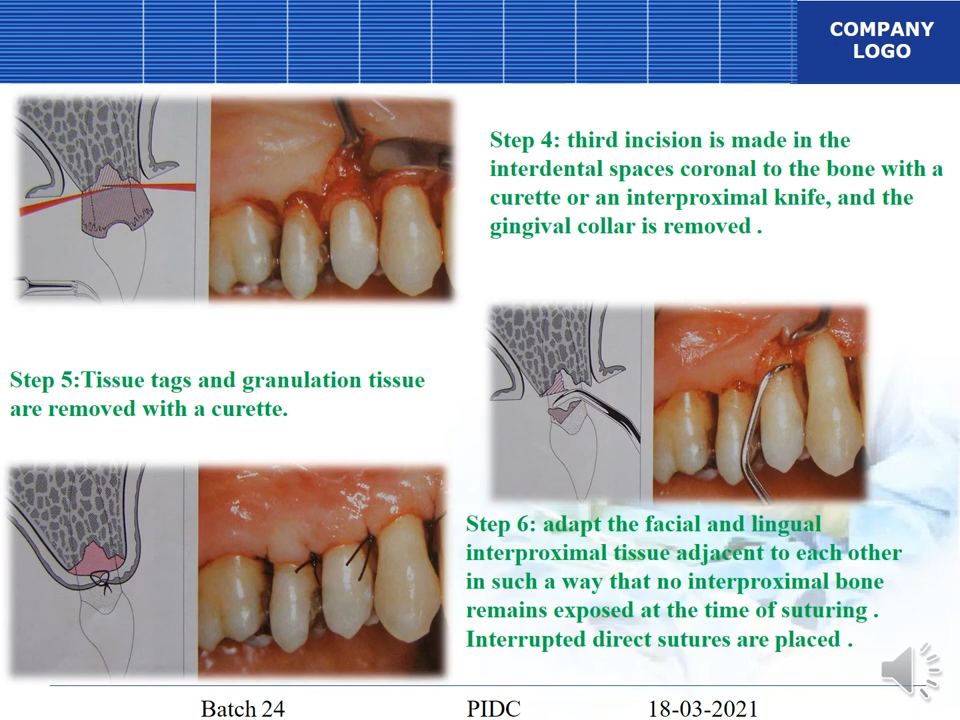 COMPANY
LOGO
Step 4: third incision is made in the
interdental spaces coronal to the bone with a
curette or an interproximal knife, and the
gingival collar is removed .
Step 5:Tissue tags and granulation tissue
are removed with a curette.
Step 6: adapt the facial and lingual
interproximal tissue adjacent to each other
in such a way that no interproximal bone
remains exposed at the time of suturing .
Interrupted direct sutures are placed .
Batch 24
PIDC
18-03-2021